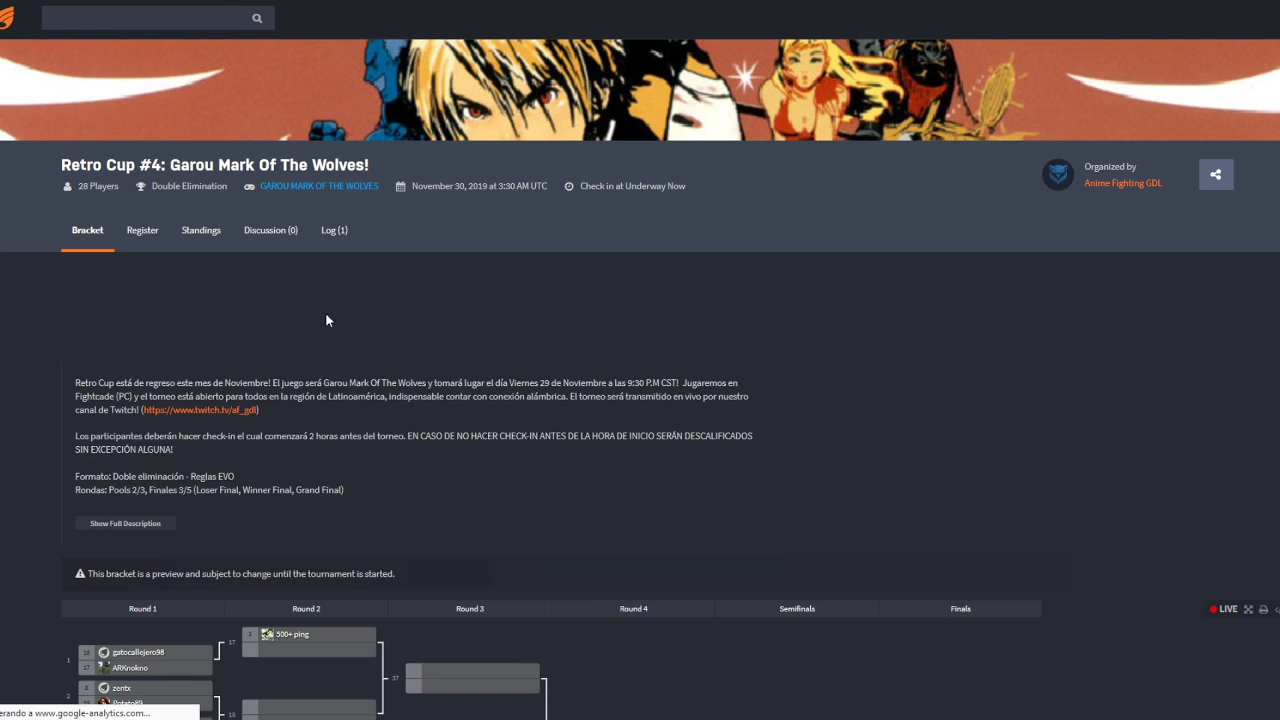 Retro Cup #4: Garou Mark Of The Wolves!
28 Players Double Elimination GAROU MARK OF THE WOLVES November 30, 2019 at 3:30 AM UTC Check in at Underway Now
Organized by
Anime Fighting GDL
Bracket Register Standings Discussion (0) Log (1)
Retro Cup está de regreso este mes de Noviembre! El juego será Garou Mark Of The Wolves y tomará lugar el día Viernes 29 de Noviembre a las 9:30 P.M CST! Jugaremos en
Fightcade (PC) y el torneo está abierto para todos en la región de Latinoamérica, indispensable contar con conexión alámbrica. El torneo será transmitido en vivo por nuestro
canal de Twitch! (https://www.twitch.tv/af_gdl)
Los participantes deberán hacer check-in el cual comenzará 2 horas antes del torneo. EN CASO DE NO HACER CHECK-IN ANTES DE LA HORA DE INICIO SERÁN DESCALIFICADOS
SIN EXCEPCIÓN ALGUNA!
Formato: Doble eliminación - Reglas EVO
Rondas: Pools 2/3, Finales 3/5 (Loser Final, Winner Final, Grand Final)
Show Full Description
This bracket is a preview and subject to change until the tournament is started.
Round 1 Round 2 Round 3 Round 4 Semifinals Finals
LIVE
1 500+ ping
17
16 gatocallejero98
1
17 ARKnokno
37
8 zentx
2
Potato89
18
erando a www.google-analytics.com...